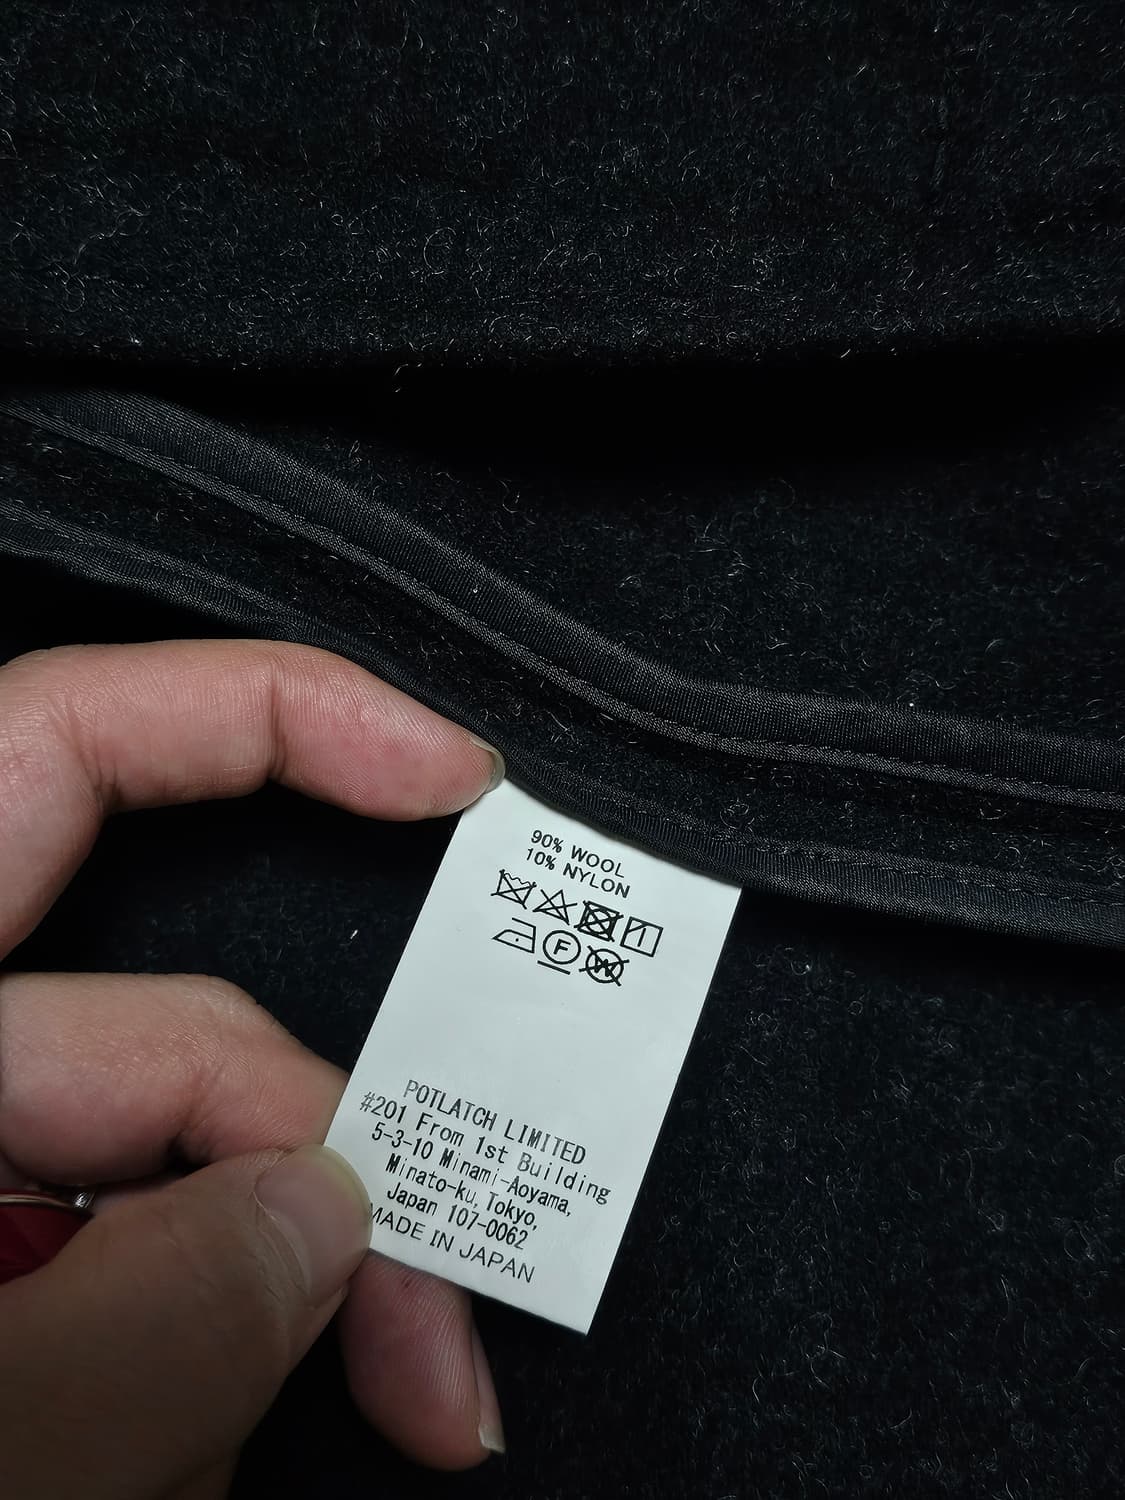 90% WOOL
10% NYLON
F
W
POTLATCH LIMITED
#201 From 1st Building
5-3-10 Minami-Aoyama,
Minato-ku, Tokyo,
Japan 107-0062
MADE IN JAPAN